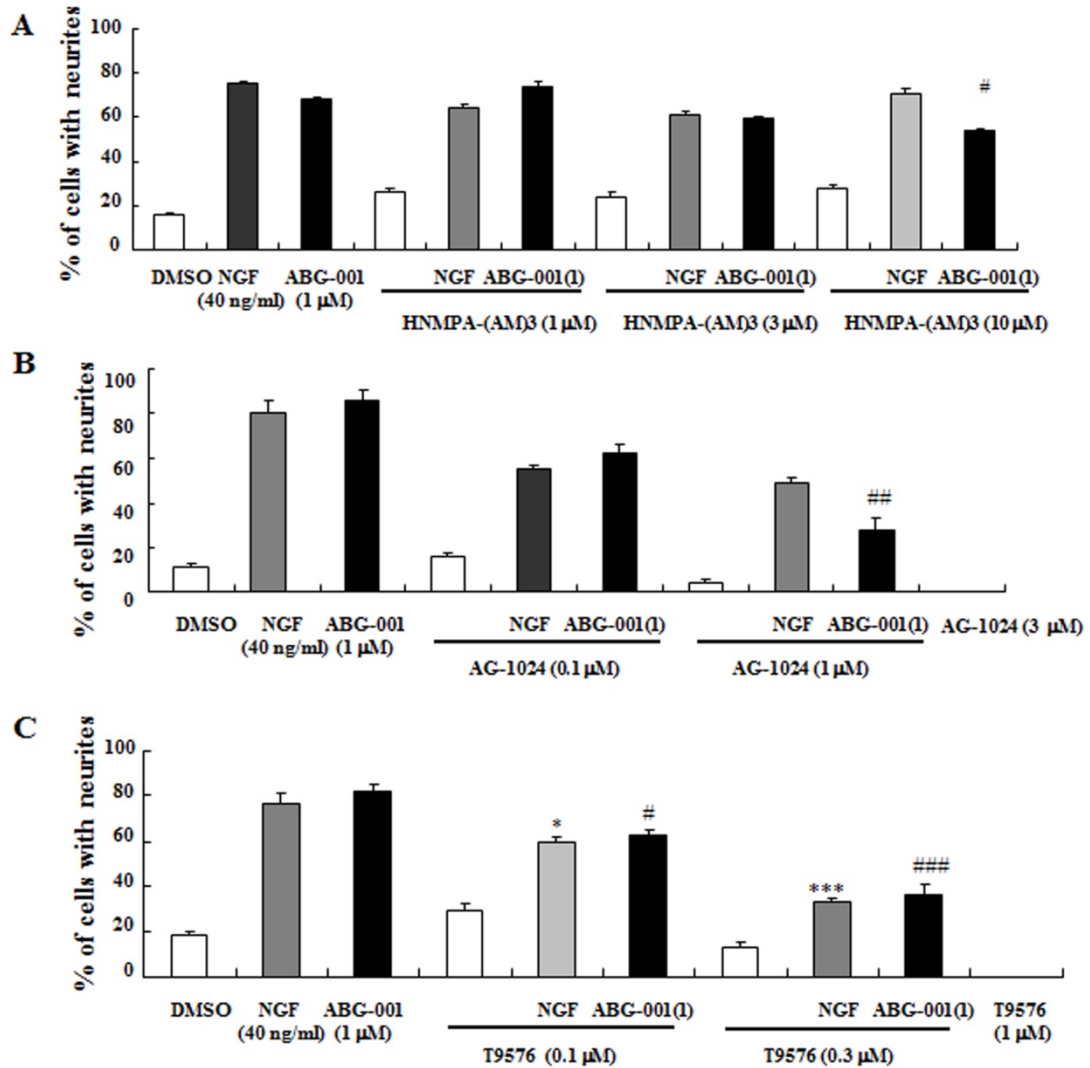 A
% of cells with neurites
100
80
60
40
20
0
#
DMSO NGF ABG-001 NGF ABG-001(1) NGF ABG-001(1) NGF ABG-001(1)
(40 ng/ml) (1 μM)
HNMPA-(AM)3 (1 μM) HNMPA-(AM)3 (3 μM) HNMPA-(AM)3 (10 μM)
B
% of cells with neurites
100
80
60
40
20
0
##
DMSO NGF ABG-001 NGF ABG-001(1) NGF ABG-001(1) AG-1024 (3 μM)
(40 ng/ml) (1 μM)
AG-1024 (0.1 μM) AG-1024 (1 μM)
C
% of cells with neurites
100
80
60
40
20
0
* #
*** ###
DMSO NGF ABG-001 NGF ABG-001(1) NGF ABG-001(1) T9576
(40 ng/ml) (1 μM) (1 μM)
T9576 (0.1 μM) T9576 (0.3 μM)